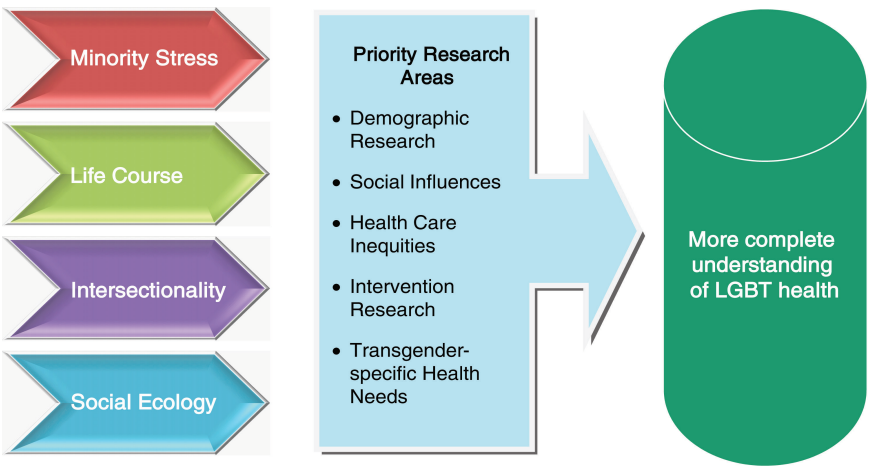 Minority Stress
Life Course
Intersectionality
Social Ecology
Priority Research
Areas
• Demographic
Research
• Social Influences
• Health Care
Inequities
• Intervention
Research
• Transgender-
specific Health
Needs
More complete
understanding
of LGBT health